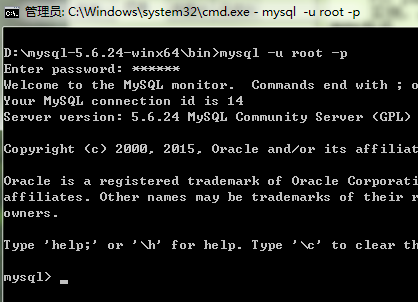 管理员: C:\Windows\system32\cmd.exe - mysql -u root -p
D:\mysql-5.6.24-winx64\bin>mysql -u root -p
Enter password: ******
Welcome to the MySQL monitor.  Commands end with ; o
Your MySQL connection id is 14
Server version: 5.6.24 MySQL Community Server (GPL)
Copyright (c) 2000, 2015, Oracle and/or its affiliat
Oracle is a registered trademark of Oracle Corporati
affiliates. Other names may be trademarks of their r
owners.
Type 'help;' or '\h' for help. Type '\c' to clear th
mysql> _